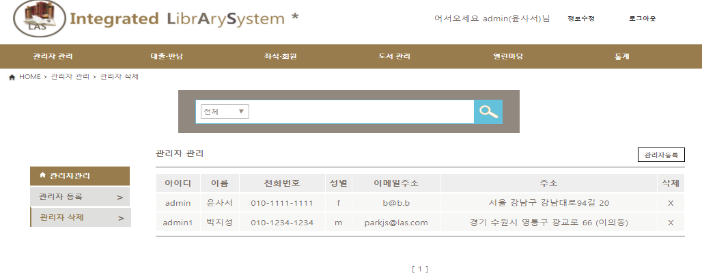 LAS
Integrated LibrArySystem *
어서오세요 admin(윤사서)님 정보수정 로그아웃
관리자 관리 대출·반납 좌석·회원 도서 관리 열린마당 통계
HOME > 관리자 관리 > 관리자 삭제
전체 ▼
관리자 관리
관리자등록
관리자관리
관리자 등록 >
관리자 삭제 >
아이디 이름 전화번호 성별 이메일주소 주소 삭제
admin 윤사서 010-1111-1111 f b@b.b 서울 강남구 강남대로94길 20 X
admin1 박지성 010-1234-1234 m parkjs@las.com 경기 수원시 영통구 광교로 66 (이의동) X
[ 1 ]